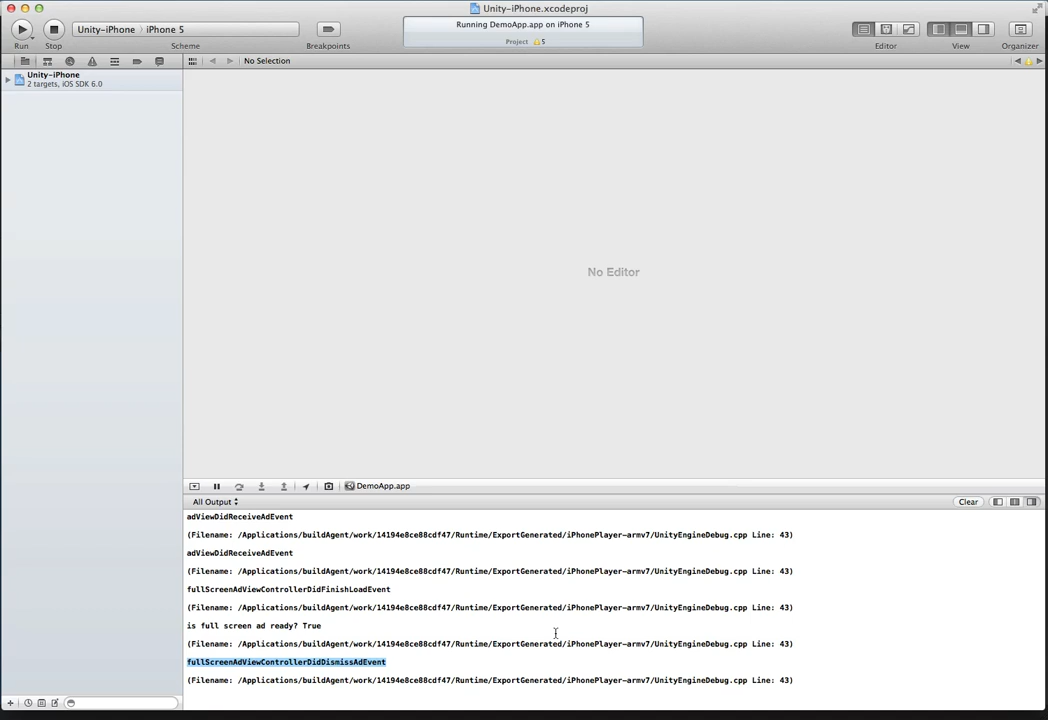 Unity-iPhone.xcodeproj
Unity-iPhone 〉 iPhone 5
Running DemoApp.app on iPhone 5
Project 5
Run Stop Scheme Breakpoints Editor View Organizer
No Selection
Unity-iPhone
2 targets, iOS SDK 6.0
No Editor
DemoApp.app
All Output
Clear
adViewDidReceiveAdEvent
(Filename: /Applications/buildAgent/work/14194e8ce88cdf47/Runtime/ExportGenerated/iPhonePlayer-armv7/UnityEngineDebug.cpp Line: 43)
adViewDidReceiveAdEvent
(Filename: /Applications/buildAgent/work/14194e8ce88cdf47/Runtime/ExportGenerated/iPhonePlayer-armv7/UnityEngineDebug.cpp Line: 43)
fullScreenAdViewControllerDidFinishLoadEvent
(Filename: /Applications/buildAgent/work/14194e8ce88cdf47/Runtime/ExportGenerated/iPhonePlayer-armv7/UnityEngineDebug.cpp Line: 43)
is full screen ad ready? True
(Filename: /Applications/buildAgent/work/14194e8ce88cdf47/Runtime/ExportGenerated/iPhonePlayer-armv7/UnityEngineDebug.cpp Line: 43)
fullScreenAdViewControllerDidDismissAdEvent
(Filename: /Applications/buildAgent/work/14194e8ce88cdf47/Runtime/ExportGenerated/iPhonePlayer-armv7/UnityEngineDebug.cpp Line: 43)